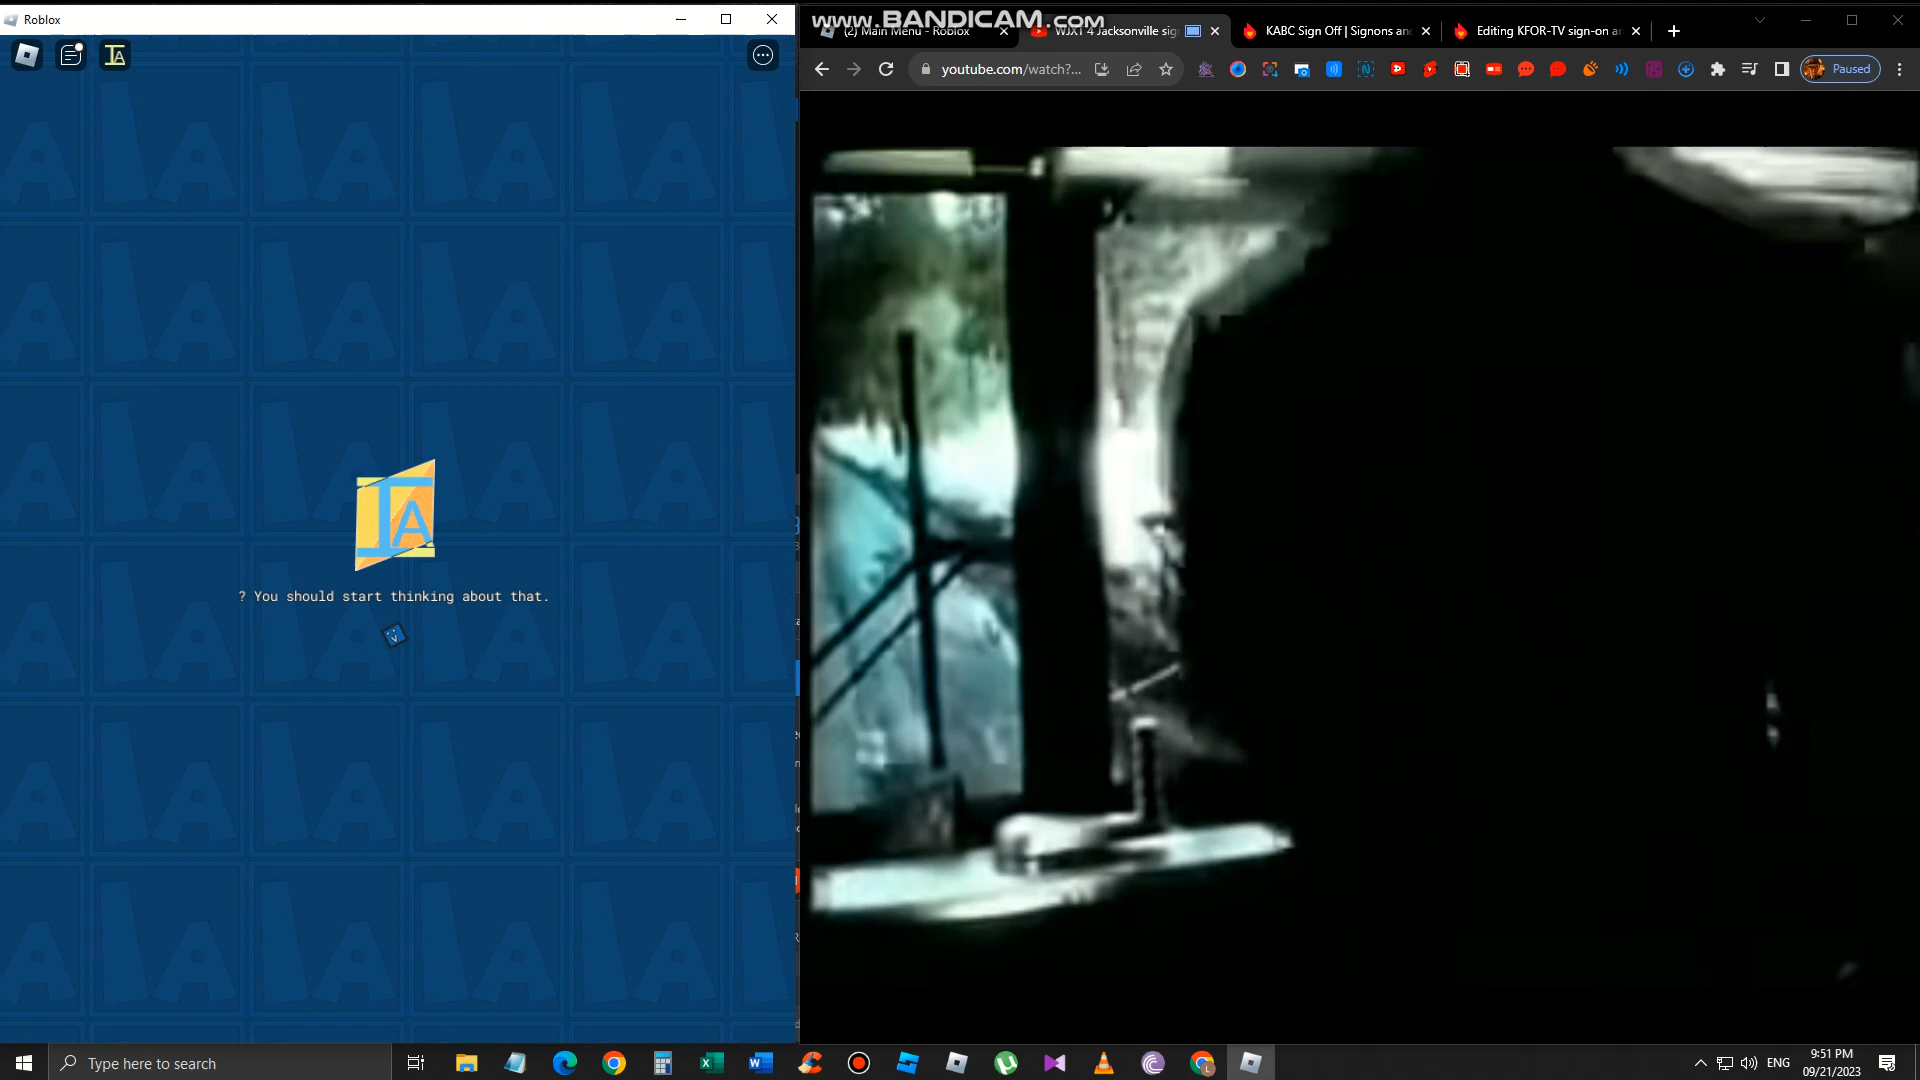 Roblox
IA
? You should start thinking about that.
www.BANDICAM.com
(2) Main Menu - Roblox
WJXT 4 Jacksonville sig
KABC Sign Off | Signons an
Editing KFOR-TV sign-on ar
youtube.com/watch?...
Paused
Type here to search
ENG
9:51 PM
09/21/2023